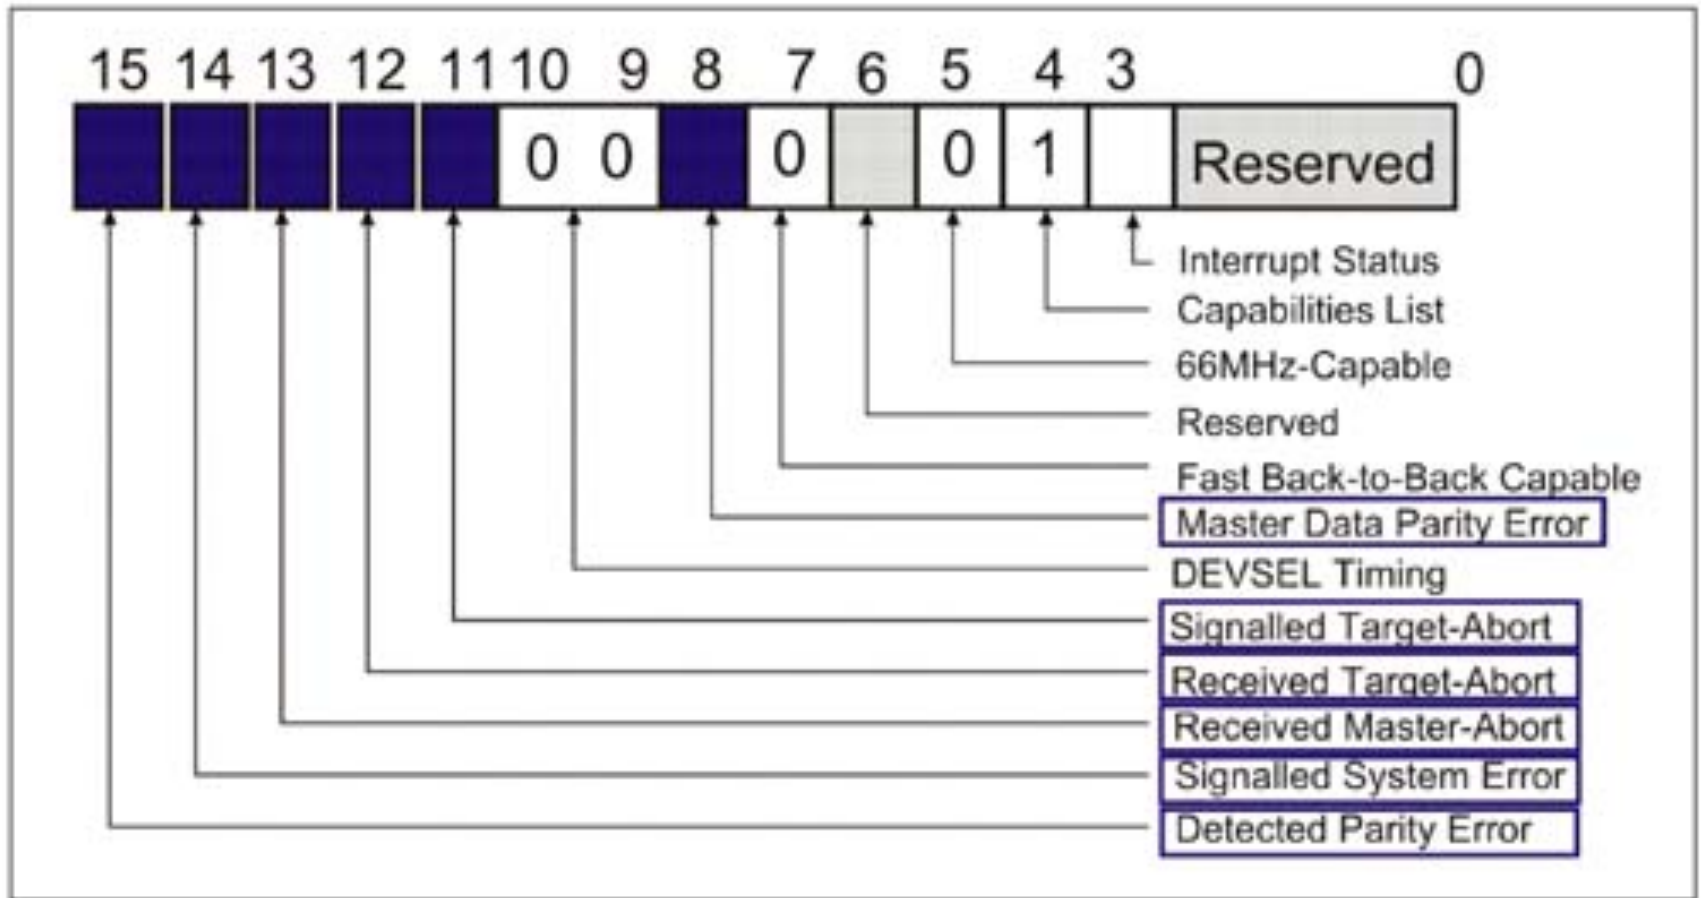 15 14 13 12 11 10 9 8 7 6 5 4 3 0
0 0 0 0 1 Reserved
Interrupt Status
Capabilities List
66MHz-Capable
Reserved
Fast Back-to-Back Capable
Master Data Parity Error
DEVSEL Timing
Signalled Target-Abort
Received Target-Abort
Received Master-Abort
Signalled System Error
Detected Parity Error